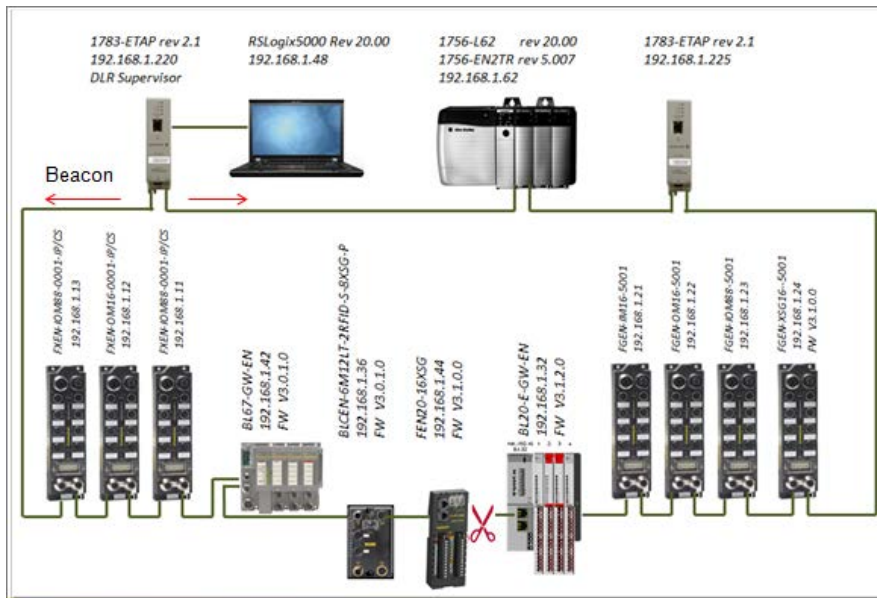 1783-ETAP rev 2.1
192.168.1.220
DLR Supervisor
RSLogix5000 Rev 20.00
192.168.1.48
1756-L62 rev 20.00
1756-EN2TR rev 5.007
192.168.1.62
1783-ETAP rev 2.1
192.168.1.225
Beacon
FXEN-IOM88-0001-IP/CS
192.168.1.13
FXEN-OM16-0001-IP/CS
192.168.1.12
FXEN-IOM88-0001-IP/CS
192.168.1.11
BL67-GW-EN
192.168.1.42
FW V3.0.1.0
BLCEN-6M12LT-2RFID-S-8XSG-P
192.168.1.36
FW V3.0.1.0
FEN20-16XSG
192.168.1.44
FW V3.1.0.0
BL20-E-GW-EN
192.168.1.32
FW V3.1.2.0
FGEN-IM16-5001
192.168.1.21
FGEN-OM16-5001
192.168.1.22
FGEN-IOM88-5001
192.168.1.23
FGEN-XSG16--5001
192.168.1.24
FW V3.1.0.0